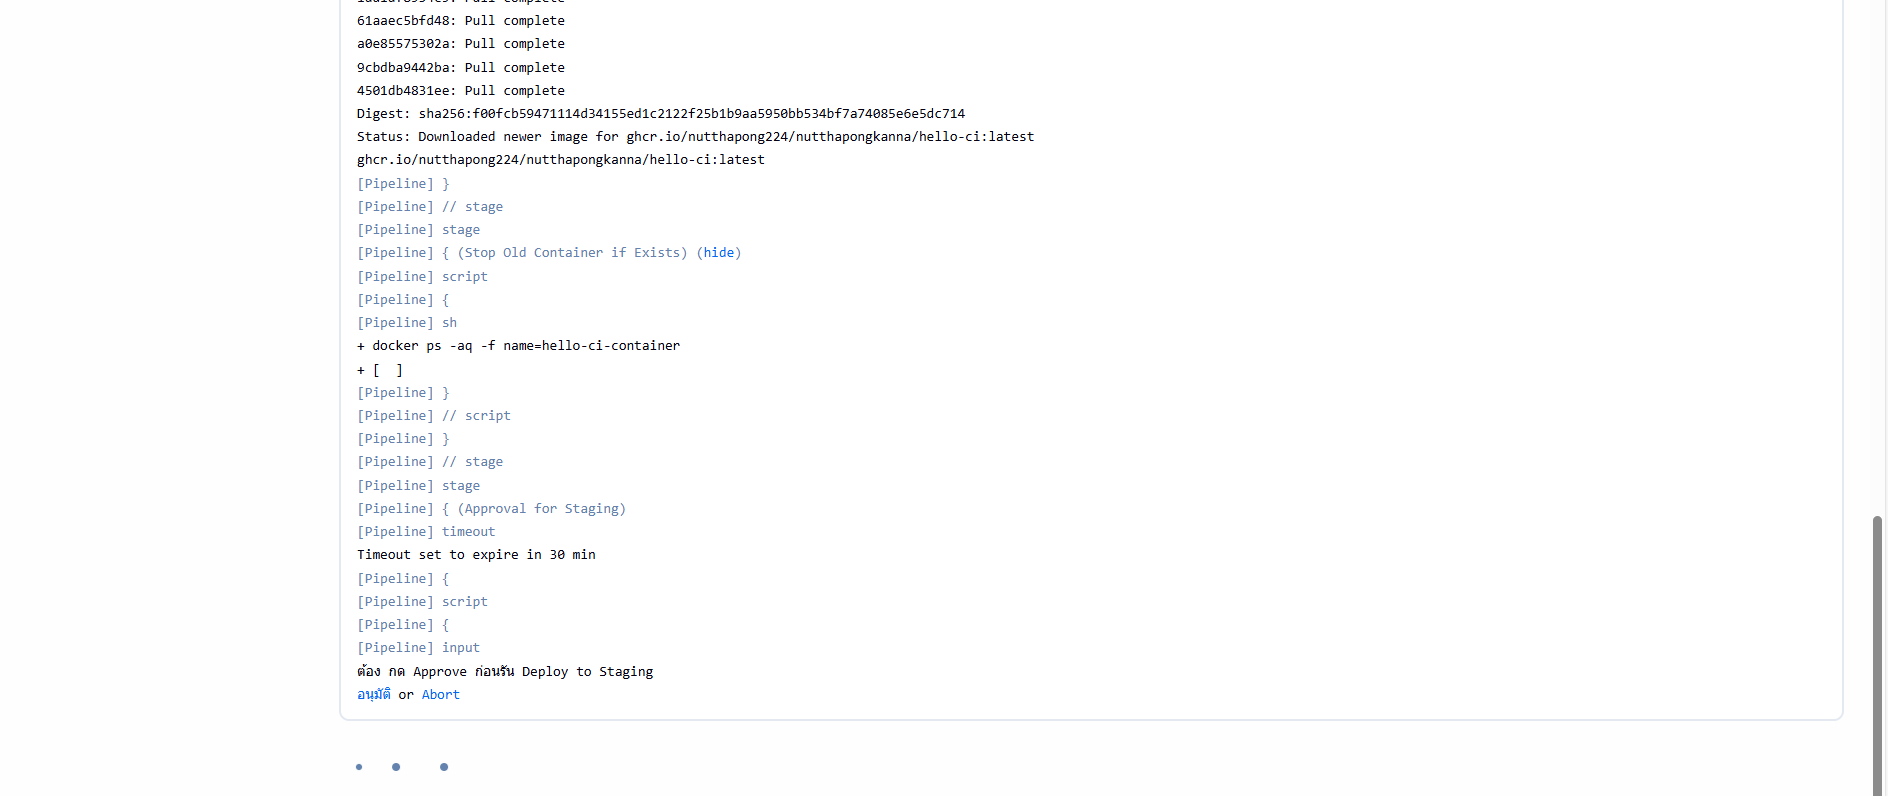 61aaec5bfd48: Pull complete
a0e85575302a: Pull complete
9cbdba9442ba: Pull complete
4501db4831ee: Pull complete
Digest: sha256:f00fcb59471114d34155ed1c2122f25b1b9aa5950bb534bf7a74085e6e5dc714
Status: Downloaded newer image for ghcr.io/nutthapong224/nutthapongkanna/hello-ci:latest
ghcr.io/nutthapong224/nutthapongkanna/hello-ci:latest
[Pipeline] }
[Pipeline] // stage
[Pipeline] stage
[Pipeline] { (Stop Old Container if Exists) (hide)
[Pipeline] script
[Pipeline] {
[Pipeline] sh
+ docker ps -aq -f name=hello-ci-container
+ [  ]
[Pipeline] }
[Pipeline] // script
[Pipeline] }
[Pipeline] // stage
[Pipeline] stage
[Pipeline] { (Approval for Staging)
[Pipeline] timeout
Timeout set to expire in 30 min
[Pipeline] {
[Pipeline] script
[Pipeline] {
[Pipeline] input
ต้อง กด Approve ก่อนรัน Deploy to Staging
อนุมัติ or Abort